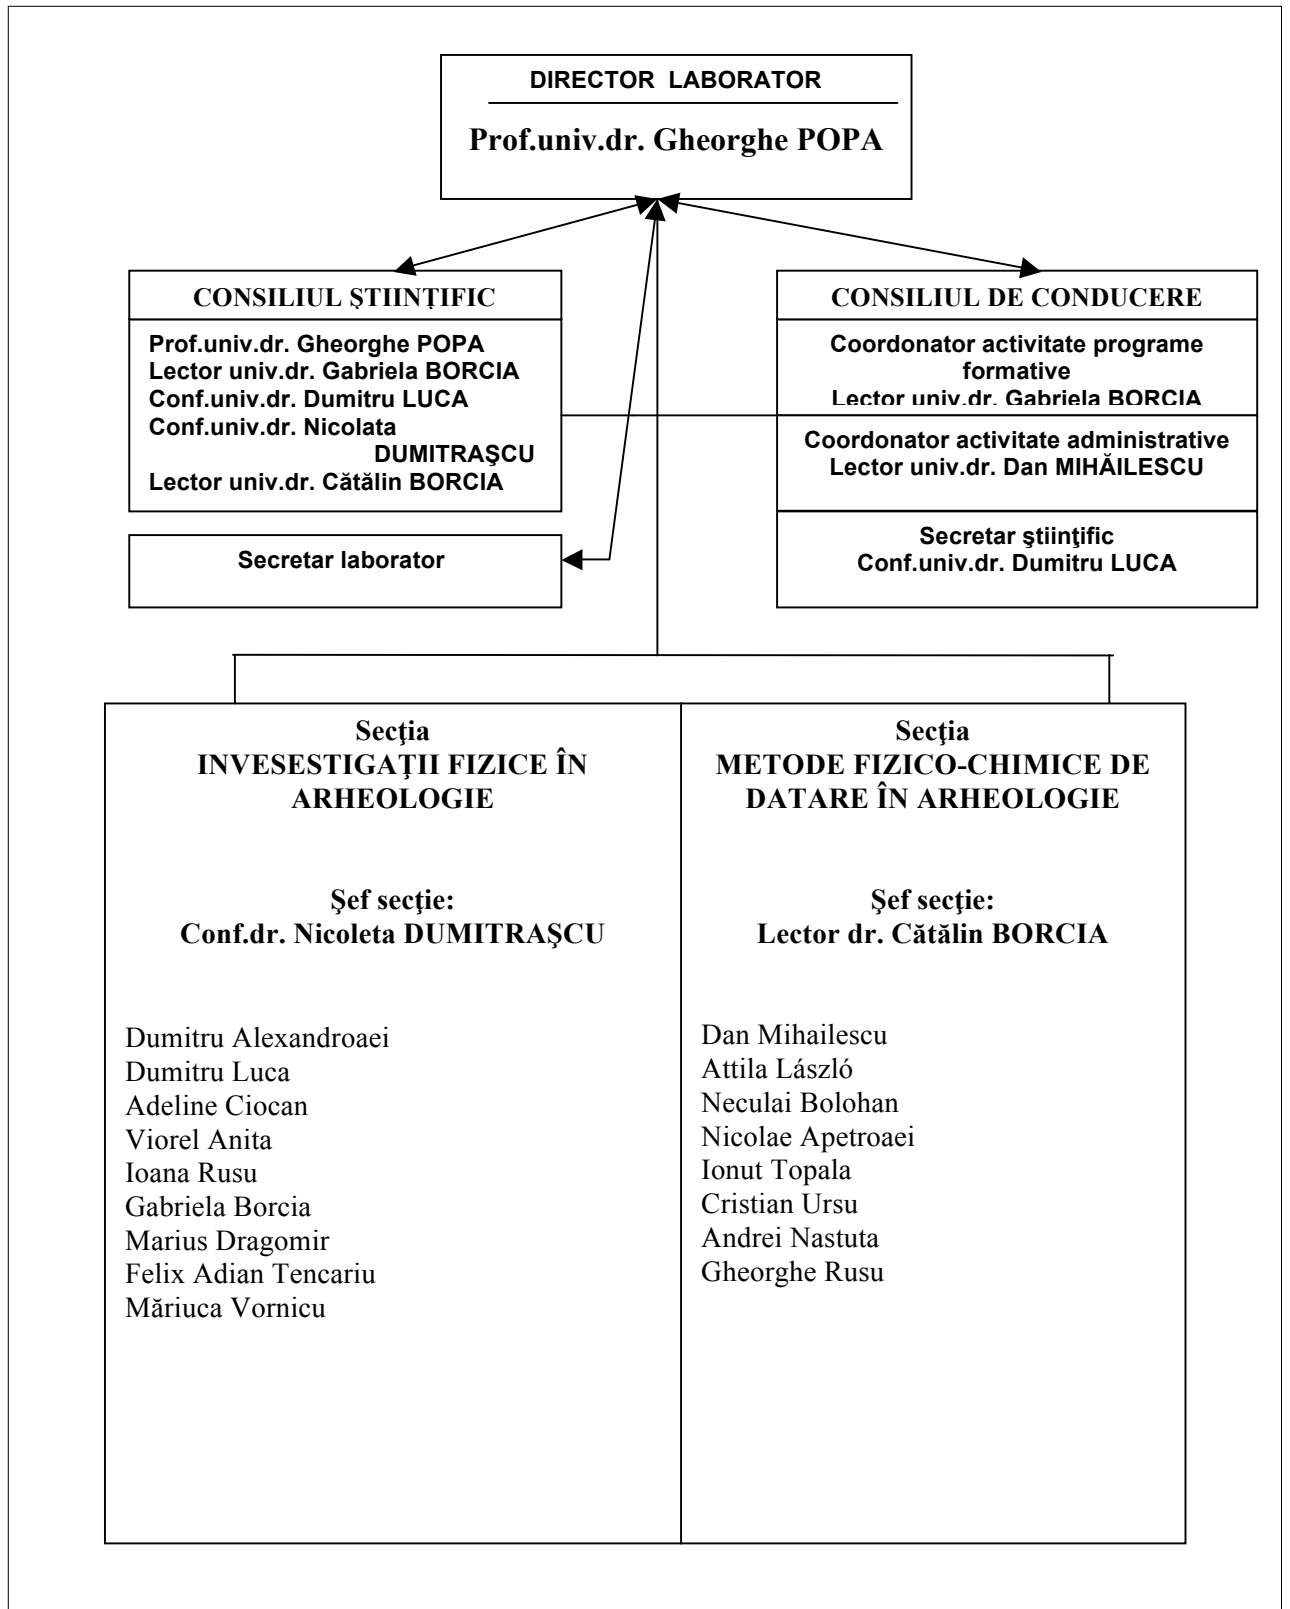 DIRECTOR LABORATOR
Prof.univ.dr. Gheorghe POPA
CONSILIUL ŞTIINŢIFIC
Prof.univ.dr. Gheorghe POPA
Lector univ.dr. Gabriela BORCIA
Conf.univ.dr. Dumitru LUCA
Conf.univ.dr. Nicolata
DUMITRAŞCU
Lector univ.dr. Cătălin BORCIA
Secretar laborator
CONSILIUL DE CONDUCERE
Coordonator activitate programe
formative
Lector univ.dr. Gabriela BORCIA
Coordonator activitate administrative
Lector univ.dr. Dan MIHĂILESCU
Secretar ştiinţific
Conf.univ.dr. Dumitru LUCA
Secţia
INVESESTIGAŢII FIZICE ÎN
ARHEOLOGIE
Şef secţie:
Conf.dr. Nicoleta DUMITRAŞCU
Dumitru Alexandroaei
Dumitru Luca
Adeline Ciocan
Viorel Anita
Ioana Rusu
Gabriela Borcia
Marius Dragomir
Felix Adian Tencariu
Măriuca Vornicu
Secţia
METODE FIZICO-CHIMICE DE
DATARE ÎN ARHEOLOGIE
Şef secţie:
Lector dr. Cătălin BORCIA
Dan Mihailescu
Attila László
Neculai Bolohan
Nicolae Apetroaei
Ionut Topala
Cristian Ursu
Andrei Nastuta
Gheorghe Rusu